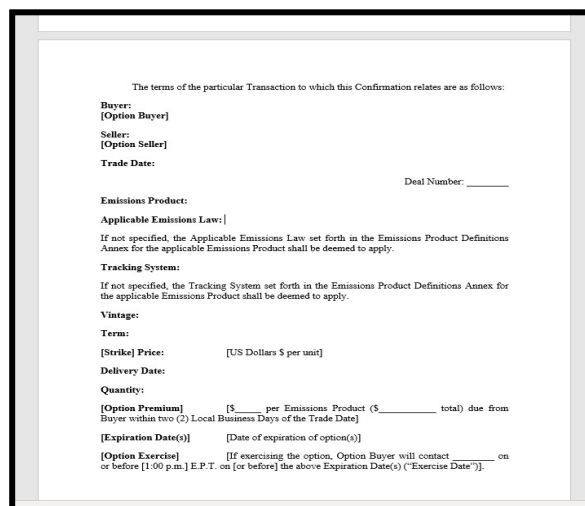 The terms of the particular Transaction to which this Confirmation relates are as follows:
Buyer:
[Option Buyer]
Seller:
[Option Seller]
Trade Date:
Deal Number: ________
Emissions Product:
Applicable Emissions Law:
If not specified, the Applicable Emissions Law set forth in the Emissions Product Definitions
Annex for the applicable Emissions Product shall be deemed to apply.
Tracking System:
If not specified, the Tracking System set forth in the Emissions Product Definitions Annex for
the applicable Emissions Product shall be deemed to apply.
Vintage:
Term:
[Strike] Price: [US Dollars $ per unit]
Delivery Date:
Quantity:
[Option Premium] [$_____ per Emissions Product ($___________ total) due from
Buyer within two (2) Local Business Days of the Trade Date]
[Expiration Date(s)] [Date of expiration of option(s)]
[Option Exercise] [If exercising the option, Option Buyer will contact ________ on
or before [1:00 p.m.] E.P.T. on [or before] the above Expiration Date(s) (“Exercise Date”)].